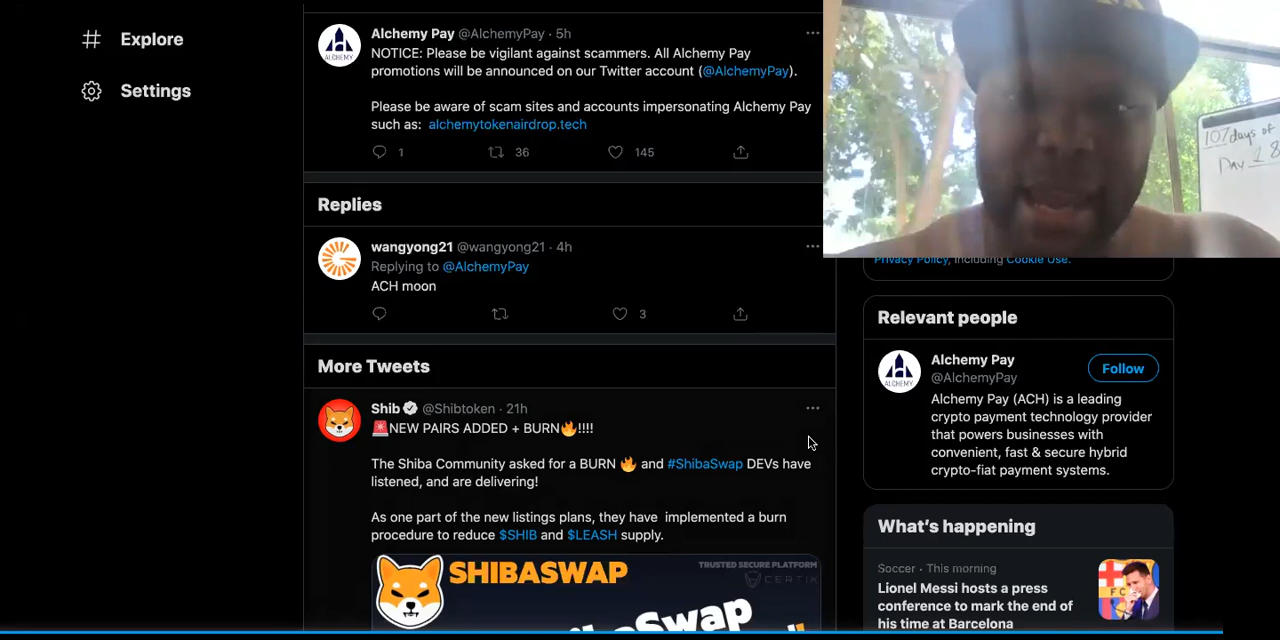 Explore
Settings
Alchemy Pay @AlchemyPay · 5h
NOTICE: Please be vigilant against scammers. All Alchemy Pay
promotions will be announced on our Twitter account (@AlchemyPay).
Please be aware of scam sites and accounts impersonating Alchemy Pay
such as: alchemytokenairdrop.tech
1 36 145
Replies
wangyong21 @wangyong21 · 4h
Replying to @AlchemyPay
ACH moon
3
More Tweets
Shib @Shibtoken · 21h
🚨NEW PAIRS ADDED + BURN🔥!!!!
The Shiba Community asked for a BURN 🔥 and #ShibaSwap DEVs have
listened, and are delivering!
As one part of the new listings plans, they have implemented a burn
procedure to reduce $SHIB and $LEASH supply.
SHIBASWAP
TRUSTED SECURE PLATFORM
CERTIK
107 days of
Day 18
Privacy Policy, including Cookie Use.
Relevant people
Alchemy Pay
@AlchemyPay
Follow
Alchemy Pay (ACH) is a leading
crypto payment technology provider
that powers businesses with
convenient, fast & secure hybrid
crypto-fiat payment systems.
What's happening
Soccer · This morning
Lionel Messi hosts a press
conference to mark the end of
his time at Barcelona